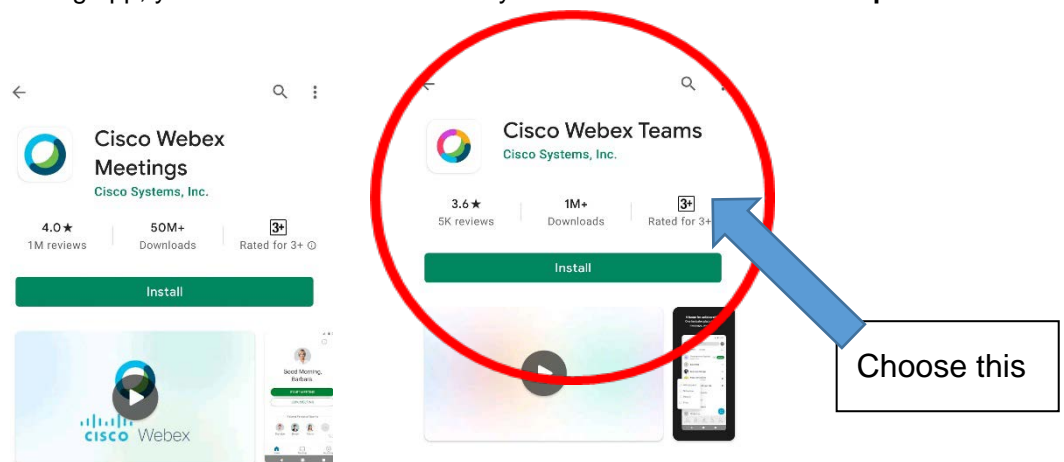 Cisco Webex
Meetings
Cisco Systems, Inc.
4.0★
50M+
3+
1M reviews
Downloads
Rated for 3+
Install
CISCO Webex
Good Morning,
Barbara
Cisco Webex Teams
Cisco Systems, Inc.
3.6★
1M+
3+
5K reviews
Downloads
Rated for 3+
Install
Choose this